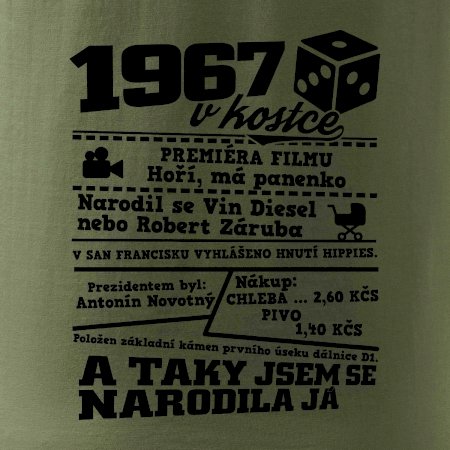 1967
v kostce
PREMIÉRA FILMU
Hoří, má panenko
Narodil se Vin Diesel
nebo Robert Záruba
V SAN FRANCISKU VYHLÁŠENO HNUTÍ HIPPIES.
Prezidentem byl:
Antonín Novotný
Nákup:
CHLEBA ... 2,60 KČS
PIVO
1,40 KČS
Položen základní kámen prvního úseku dálnice D1.
A TAKY JSEM SE
NARODILA JÁ